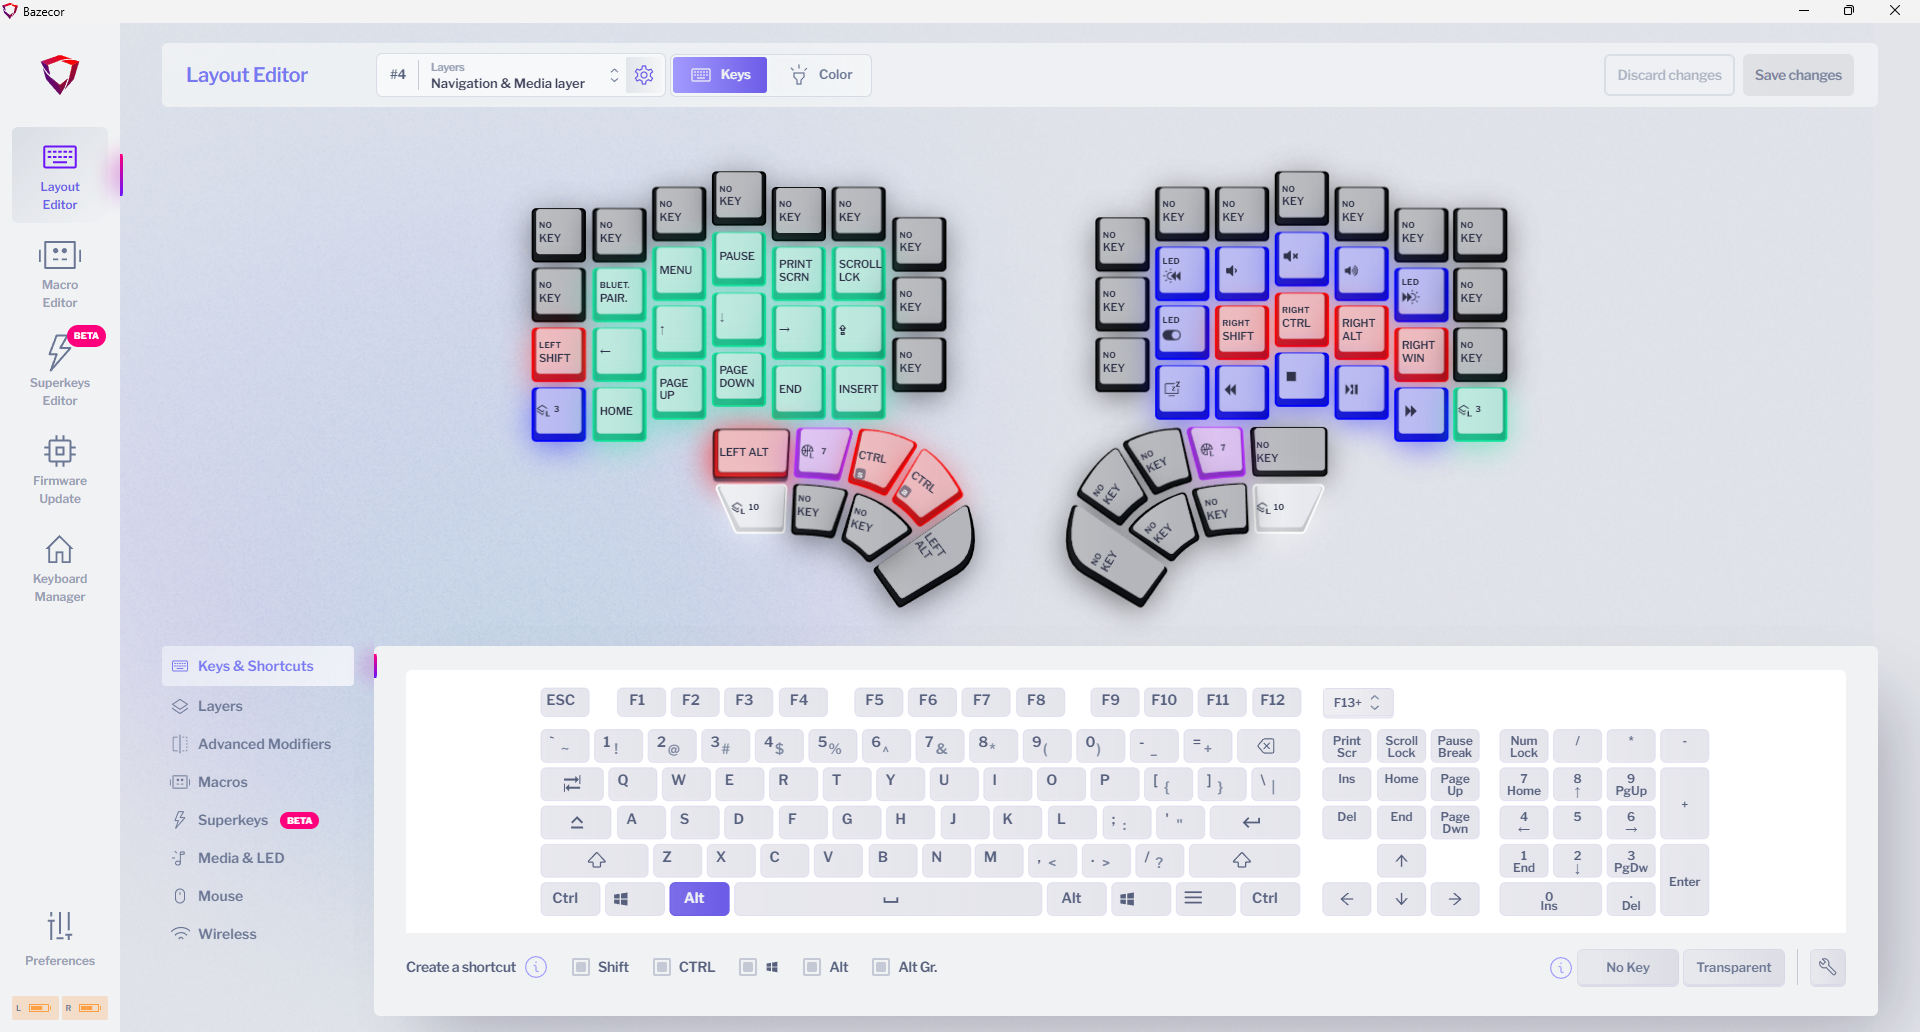 Bazecor
Layout Editor
#4
Layers
Navigation & Media layer
Keys
Color
Discard changes
Save changes
Layout
Editor
Macro
Editor
BETA
Superkeys
Editor
Firmware
Update
Keyboard
Manager
Preferences
L
R
NO
KEY
NO
KEY
NO
KEY
NO
KEY
NO
KEY
NO
KEY
NO
KEY
NO
KEY
BLUET.
PAIR.
MENU
PAUSE
PRINT
SCRN
SCROLL
LCK
NO
KEY
LEFT
SHIFT
←
↑
↓
→
⇪
NO
KEY
L 3
HOME
PAGE
UP
PAGE
DOWN
END
INSERT
LEFT ALT
L 7
CTRL
CTRL
L 10
NO
KEY
NO
KEY
LEFT
ALT
NO
KEY
NO
KEY
NO
KEY
NO
KEY
NO
KEY
NO
KEY
NO
KEY
NO
KEY
LED
LED
NO
KEY
NO
KEY
LED
RIGHT
SHIFT
RIGHT
CTRL
RIGHT
ALT
RIGHT
WIN
NO
KEY
zZ
L 3
NO
KEY
NO
KEY
L 7
NO
KEY
NO
KEY
NO
KEY
NO
KEY
L 10
Keys & Shortcuts
Layers
Advanced Modifiers
Macros
Superkeys BETA
Media & LED
Mouse
Wireless
ESC F1 F2 F3 F4 F5 F6 F7 F8 F9 F10 F11 F12 F13+
` ~ 1 ! 2 @ 3 # 4 $ 5 % 6 ^ 7 & 8 * 9 ( 0 ) - _ = +
Q W E R T Y U I O P [ { ] } \ |
A S D F G H J K L ; : ' "
Z X C V B N M , < . > / ?
Ctrl Alt Alt Ctrl
Print
Scr
Scroll
Lock
Pause
Break
Ins
Home
Page
Up
Del
End
Page
Dwn
↑
← ↓ →
Num
Lock
/
*
-
7
Home
8
↑
9
PgUp
+
4
←
5
6
→
1
End
2
↓
3
PgDw
Enter
0
Ins
.
Del
Create a shortcut i Shift CTRL Alt Alt Gr.
i No Key Transparent